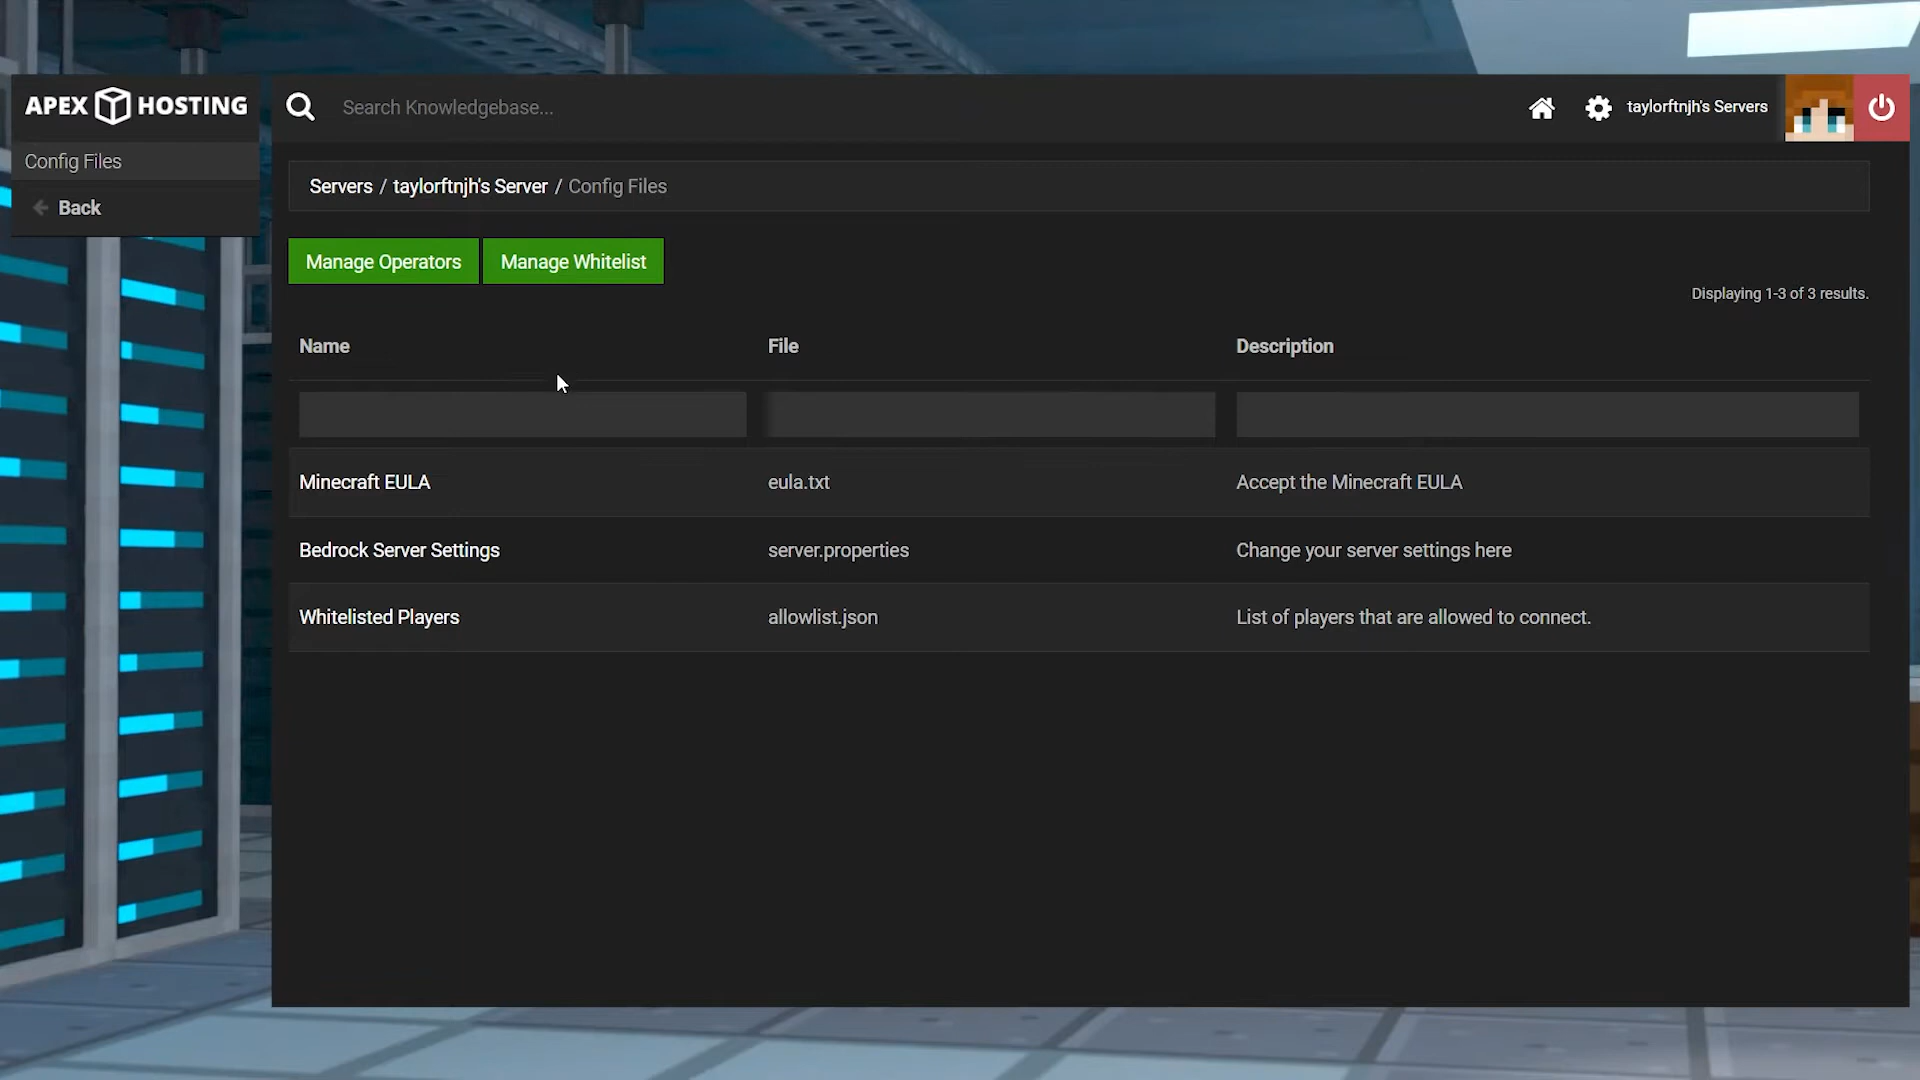 APEX HOSTING
Search Knowledgebase...
taylorftnjh's Servers
Config Files
Back
Servers / taylorftnjh's Server / Config Files
Manage Operators
Manage Whitelist
Displaying 1-3 of 3 results.
Name File Description
Minecraft EULA eula.txt Accept the Minecraft EULA
Bedrock Server Settings server.properties Change your server settings here
Whitelisted Players allowlist.json List of players that are allowed to connect.